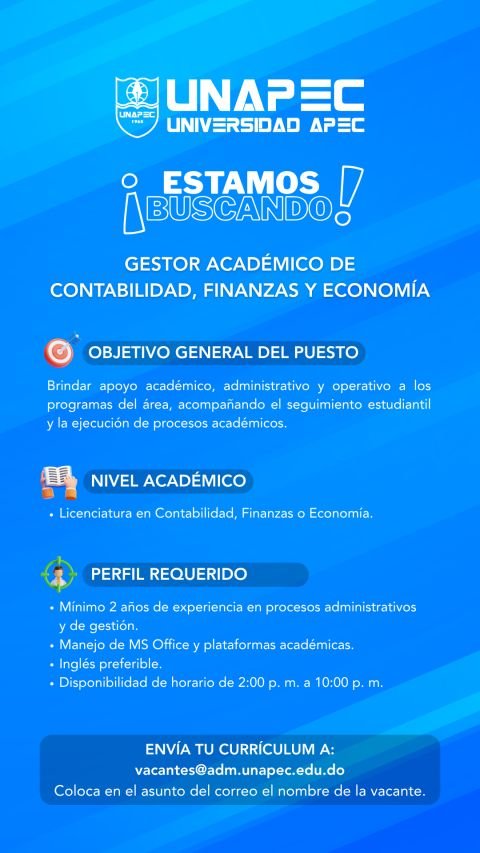 UNAPEC
1965
UNAPEC
UNIVERSIDAD APEC
¡ESTAMOS
BUSCANDO!
GESTOR ACADÉMICO DE
CONTABILIDAD, FINANZAS Y ECONOMÍA
OBJETIVO GENERAL DEL PUESTO
Brindar apoyo académico, administrativo y operativo a los
programas del área, acompañando el seguimiento estudiantil
y la ejecución de procesos académicos.
NIVEL ACADÉMICO
• Licenciatura en Contabilidad, Finanzas o Economía.
PERFIL REQUERIDO
• Mínimo 2 años de experiencia en procesos administrativos
y de gestión.
• Manejo de MS Office y plataformas académicas.
• Inglés preferible.
• Disponibilidad de horario de 2:00 p. m. a 10:00 p. m.
ENVÍA TU CURRÍCULUM A:
vacantes@adm.unapec.edu.do
Coloca en el asunto del correo el nombre de la vacante.